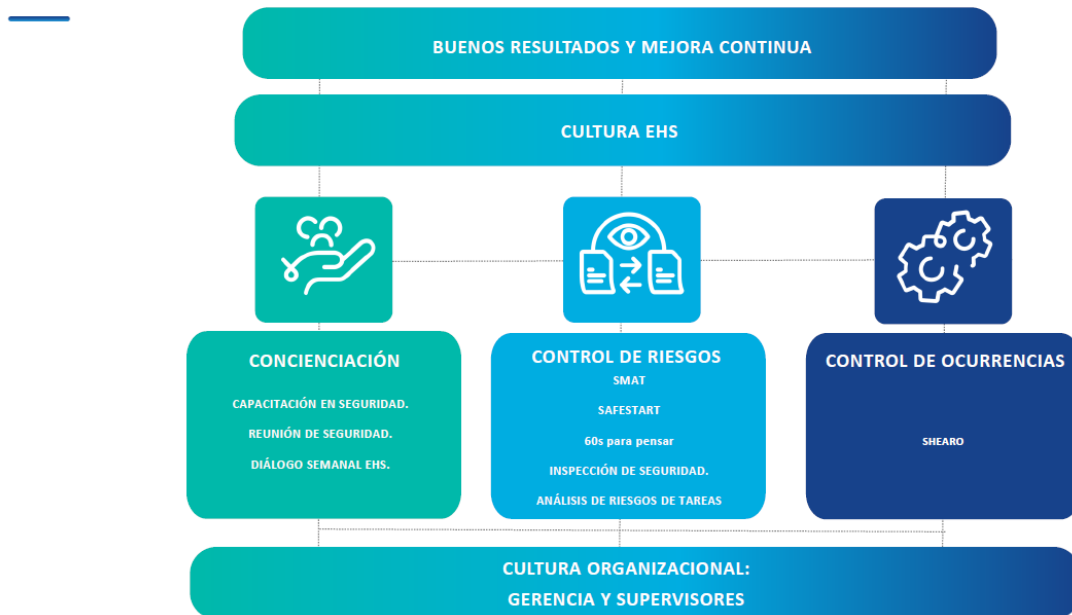 BUENOS RESULTADOS Y MEJORA CONTINUA
CULTURA EHS
CONCIENCIACIÓN
CAPACITACIÓN EN SEGURIDAD.
REUNIÓN DE SEGURIDAD.
DIÁLOGO SEMANAL EHS.
CONTROL DE RIESGOS
SMAT
SAFESTART
60s para pensar
INSPECCIÓN DE SEGURIDAD.
ANÁLISIS DE RIESGOS DE TAREAS
CONTROL DE OCURRENCIAS
SHEARO
CULTURA ORGANIZACIONAL:
GERENCIA Y SUPERVISORES